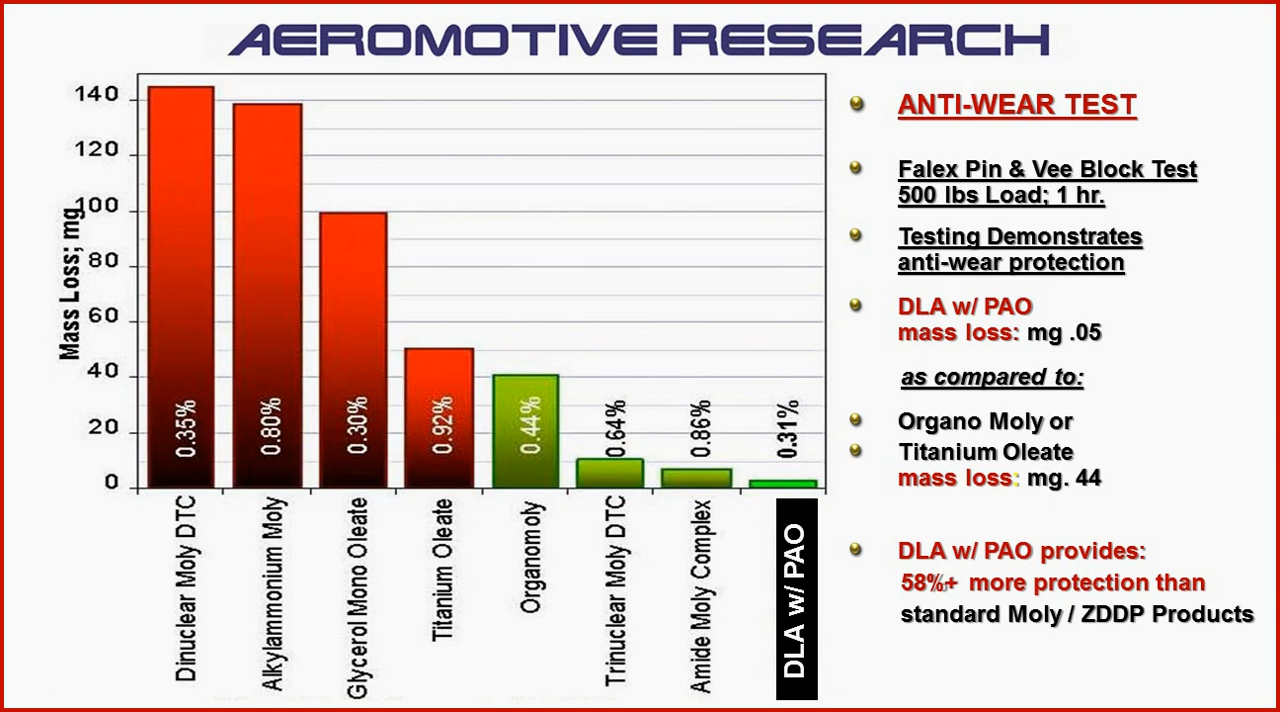 AEROMOTIVE RESEARCH
Mass Loss; mg
140
120
100
80
60
40
20
0
0.35%
0.80%
0.30%
0.92%
0.44%
0.64%
0.86%
0.31%
Dinuclear Moly DTC
Alkylammonium Moly
Glycerol Mono Oleate
Titanium Oleate
Organomoly
Trinuclear Moly DTC
Amide Moly Complex
DLA w/ PAO
ANTI-WEAR TEST
Falex Pin & Vee Block Test
500 lbs Load; 1 hr.
Testing Demonstrates
anti-wear protection
DLA w/ PAO
mass loss: mg .05
as compared to:
Organo Moly or
Titanium Oleate
mass loss: mg. 44
DLA w/ PAO provides:
58%+ more protection than
standard Moly / ZDDP Products